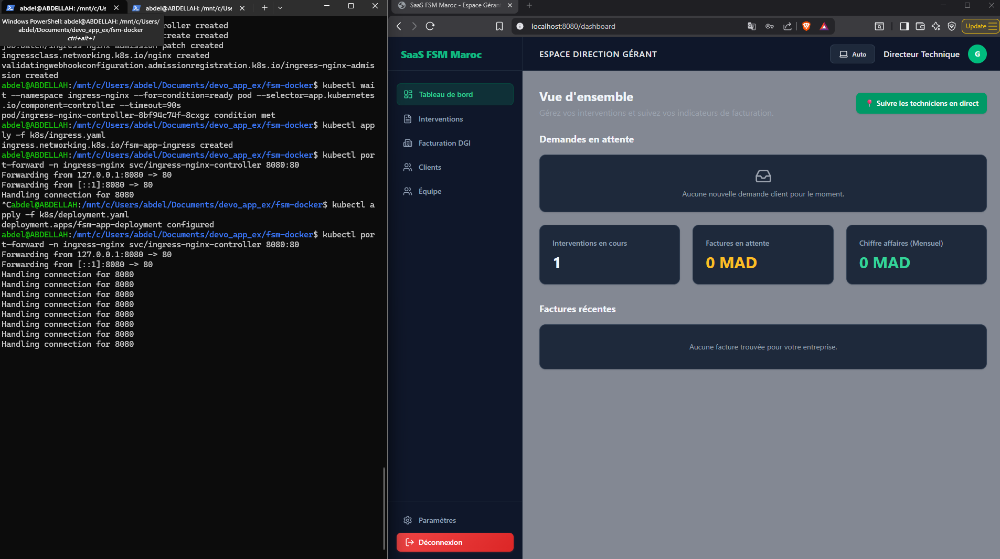 abdel@ABDELLAH: /mnt/c/Us
abdel@ABDELLAH: /mnt/c/Use
Windows PowerShell: abdel@ABDELLAH: /mnt/c/Users/
abdel/Documents/devo_app_ex/fsm-docker
ctrl+alt+1
roller created
create created
patch created
ingressclass.networking.k8s.io/nginx created
validatingwebhookconfiguration.admissionregistration.k8s.io/ingress-nginx-admis
sion created
abdel@ABDELLAH:/mnt/c/Users/abdel/Documents/devo_app_ex/fsm-docker$ kubectl wai
t --namespace ingress-nginx --for=condition=ready pod --selector=app.kubernetes
.io/component=controller --timeout=90s
pod/ingress-nginx-controller-8bf94c74f-8cxgz condition met
abdel@ABDELLAH:/mnt/c/Users/abdel/Documents/devo_app_ex/fsm-docker$ kubectl app
ly -f k8s/ingress.yaml
ingress.networking.k8s.io/fsm-app-ingress created
abdel@ABDELLAH:/mnt/c/Users/abdel/Documents/devo_app_ex/fsm-docker$ kubectl por
t-forward -n ingress-nginx svc/ingress-nginx-controller 8080:80
Forwarding from 127.0.0.1:8080 -> 80
Forwarding from [::1]:8080 -> 80
Handling connection for 8080
^Cabdel@ABDELLAH:/mnt/c/Users/abdel/Documents/devo_app_ex/fsm-docker$ kubectl a
pply -f k8s/deployment.yaml
deployment.apps/fsm-app-deployment configured
abdel@ABDELLAH:/mnt/c/Users/abdel/Documents/devo_app_ex/fsm-docker$ kubectl por
t-forward -n ingress-nginx svc/ingress-nginx-controller 8080:80
Forwarding from 127.0.0.1:8080 -> 80
Forwarding from [::1]:8080 -> 80
Handling connection for 8080
Handling connection for 8080
Handling connection for 8080
Handling connection for 8080
Handling connection for 8080
Handling connection for 8080
Handling connection for 8080
Handling connection for 8080
SaaS FSM Maroc - Espace Gérant
localhost:8080/dashboard
Update
SaaS FSM Maroc
ESPACE DIRECTION GÉRANT
Auto
Directeur Technique
G
Tableau de bord
Interventions
Facturation DGI
Clients
Équipe
Paramètres
Déconnexion
Vue d'ensemble
Gérez vos interventions et suivez vos indicateurs de facturation.
Suivre les techniciens en direct
Demandes en attente
Aucune nouvelle demande client pour le moment.
Interventions en cours
1
Factures en attente
0 MAD
Chiffre affaires (Mensuel)
0 MAD
Factures récentes
Aucune facture trouvée pour votre entreprise.